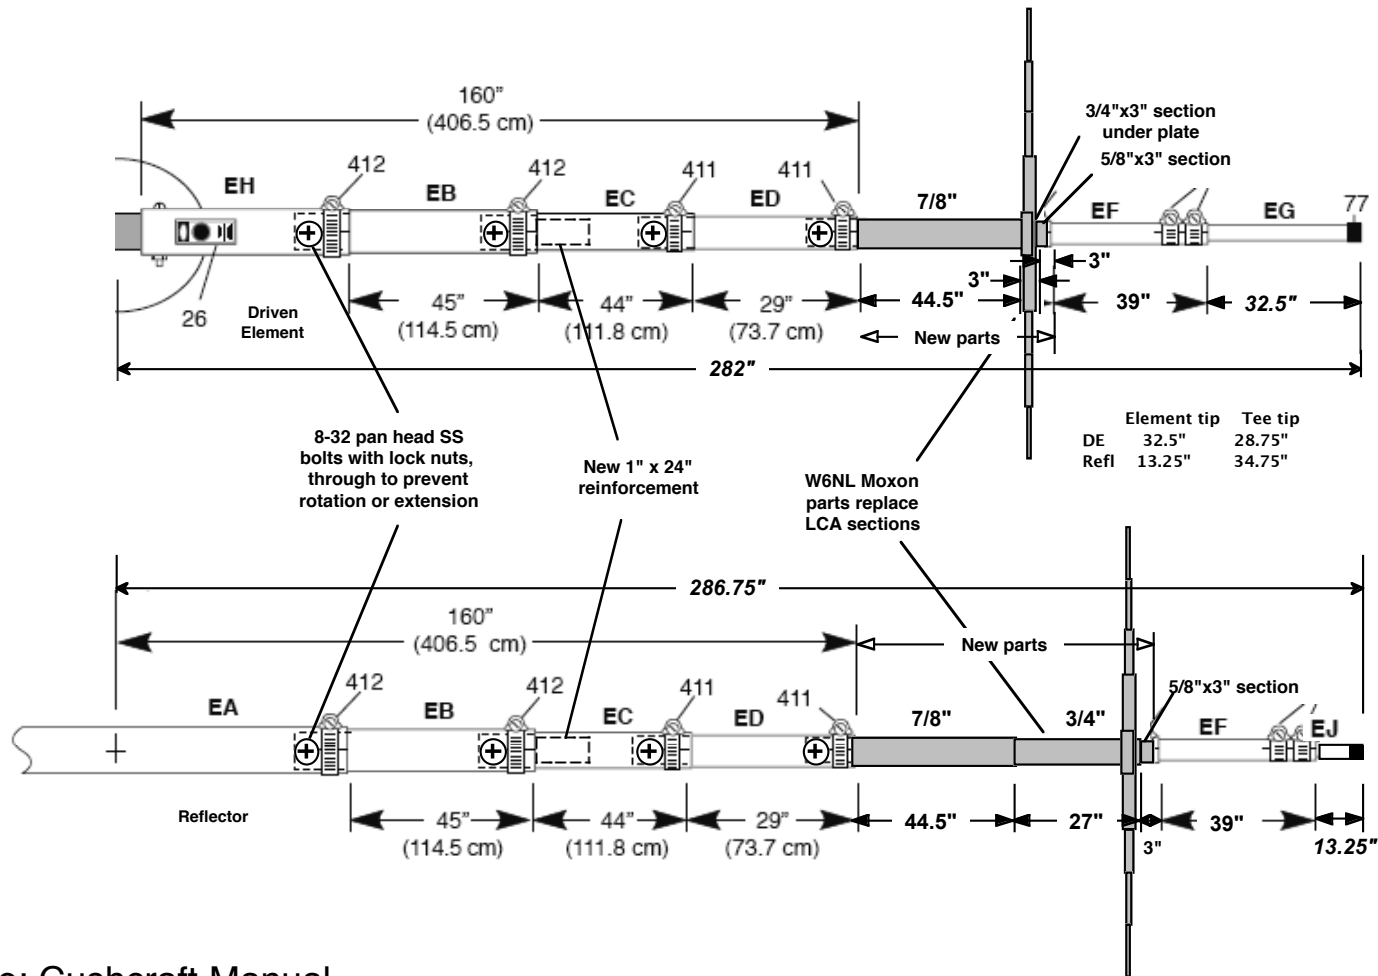 160”
(406.5 cm)
3/4"x3" section
under plate
5/8"x3" section
412
412
411
411
EH
EB
EC
ED
7/8"
EF
EG
77
26
Driven
Element
45”
(114.5 cm)
44”
(111.8 cm)
29”
(73.7 cm)
44.5"
3"
3"
39"
32.5"
New parts
282"
Element tip Tee tip
DE 32.5" 28.75"
Refl 13.25" 34.75"
8-32 pan head SS
bolts with lock nuts,
through to prevent
rotation or extension
New 1" x 24"
reinforcement
W6NL Moxon
parts replace
LCA sections
286.75"
160”
(406.5 cm)
New parts
412
412
411
411
5/8"x3" section
EA
EB
EC
ED
7/8"
3/4"
EF
EJ
Reflector
45”
(114.5 cm)
44”
(111.8 cm)
29”
(73.7 cm)
44.5"
27"
3"
39"
13.25"
Cushcraft Manual